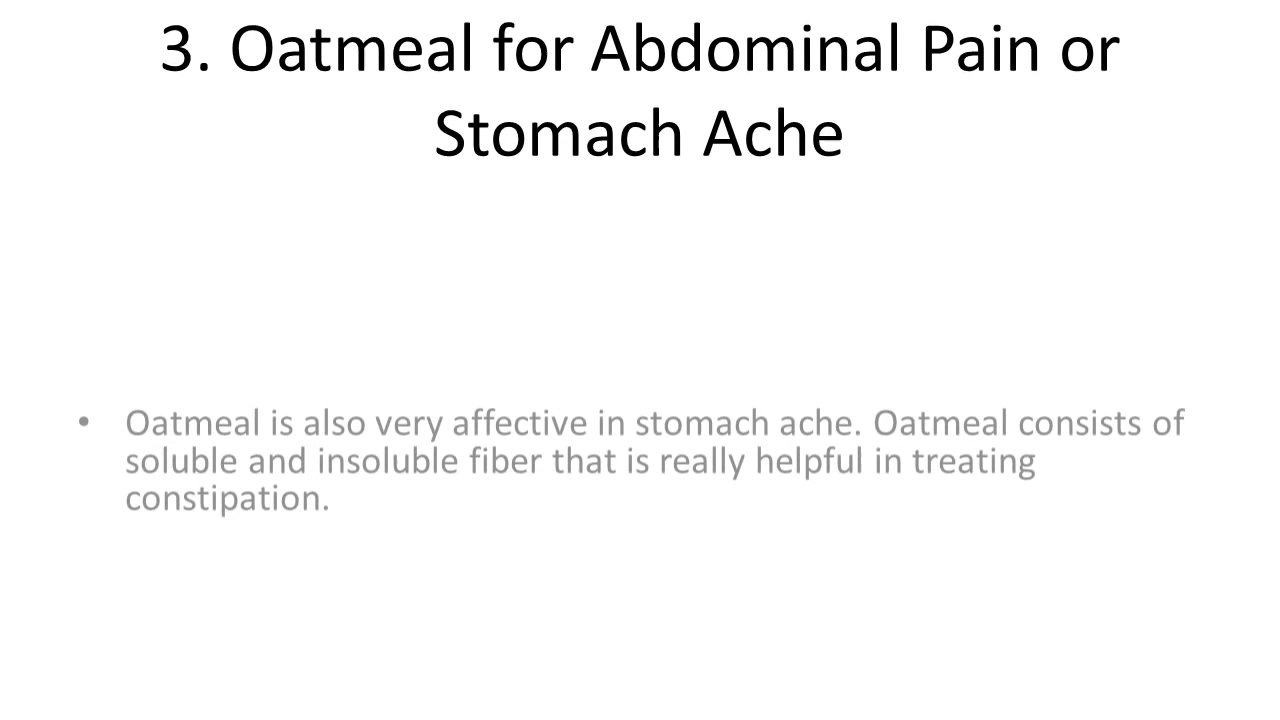 3. Oatmeal for Abdominal Pain or
Stomach Ache
• Oatmeal is also very affective in stomach ache. Oatmeal consists of
soluble and insoluble fiber that is really helpful in treating
constipation.